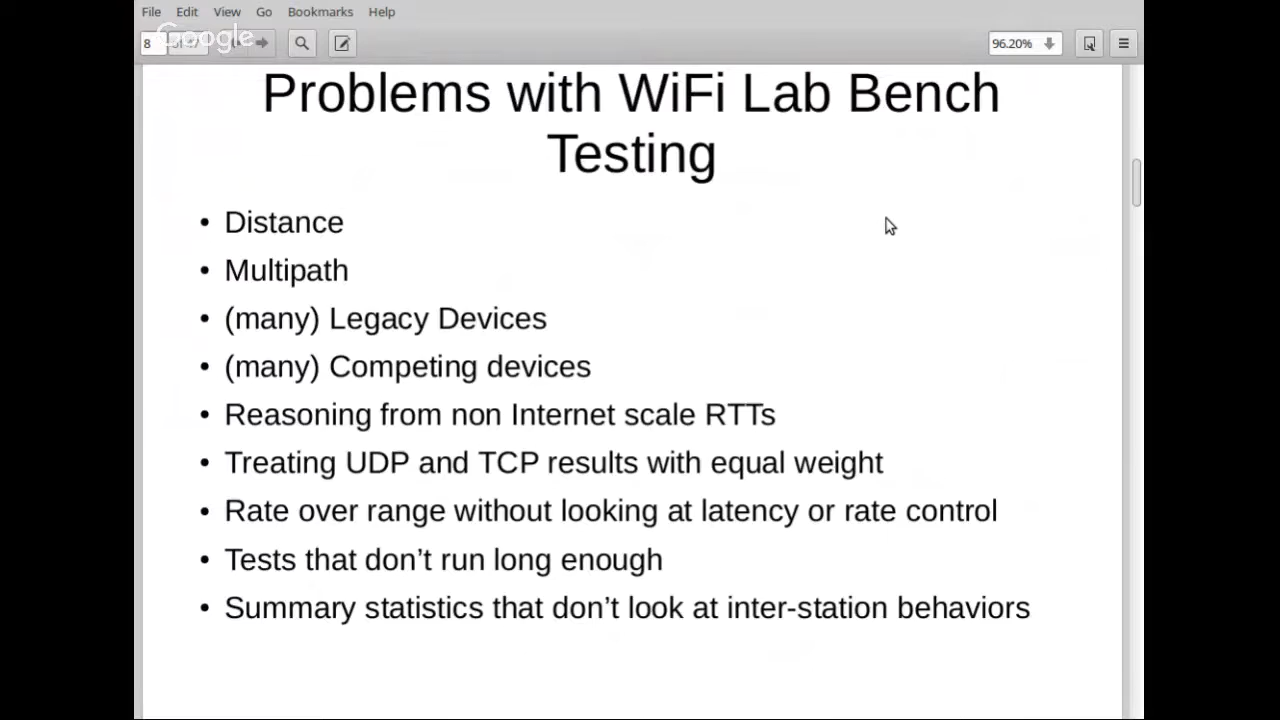 File Edit View Go Bookmarks Help
Google
8
96.20%
Problems with WiFi Lab Bench
Testing
• Distance
• Multipath
• (many) Legacy Devices
• (many) Competing devices
• Reasoning from non Internet scale RTTs
• Treating UDP and TCP results with equal weight
• Rate over range without looking at latency or rate control
• Tests that don’t run long enough
• Summary statistics that don’t look at inter-station behaviors